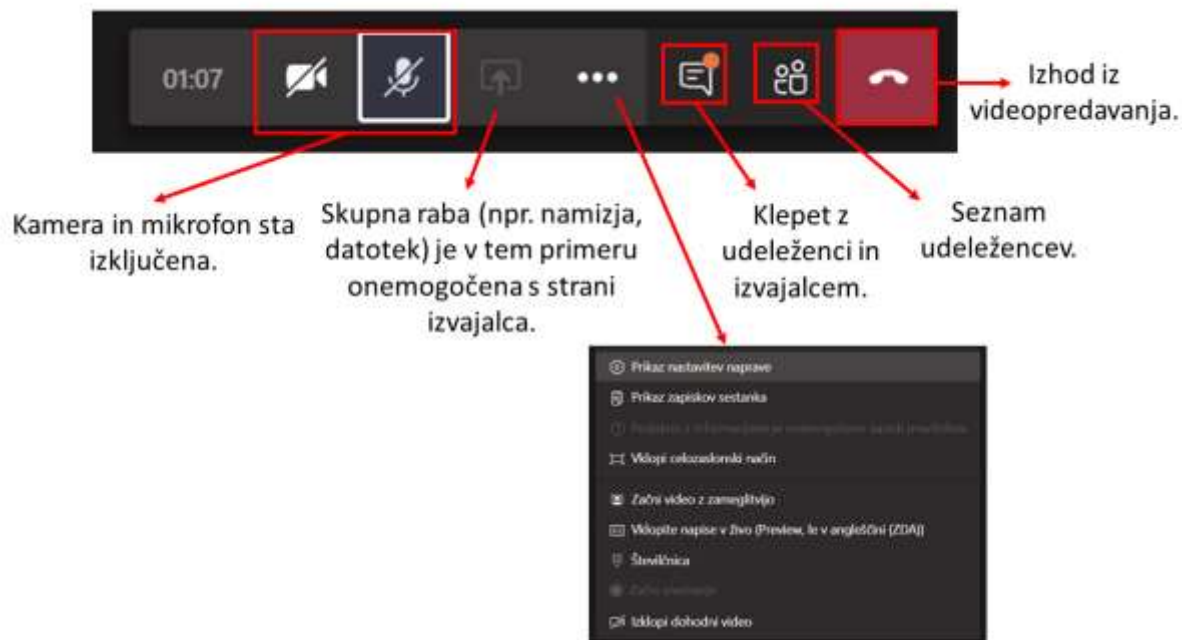 01:07
Izhod iz
videopredavanja.
Kamera in mikrofon sta
izključena.
Skupna raba (npr. namizja,
datotek) je v tem primeru
onemogočena s strani
izvajalca.
Klepet z
udeleženci in
izvajalcem.
Seznam
udeležencev.
Prikaz nastavitev naprave
Prikaz zapiskov sestanka
Vklopi celozaslonski način
Začni video z zameglitvijo
Vklopite napise v živo (Preview, le v angleščini (ZDA))
Številčnica
Začni snemanje
Izklopi dohodni video